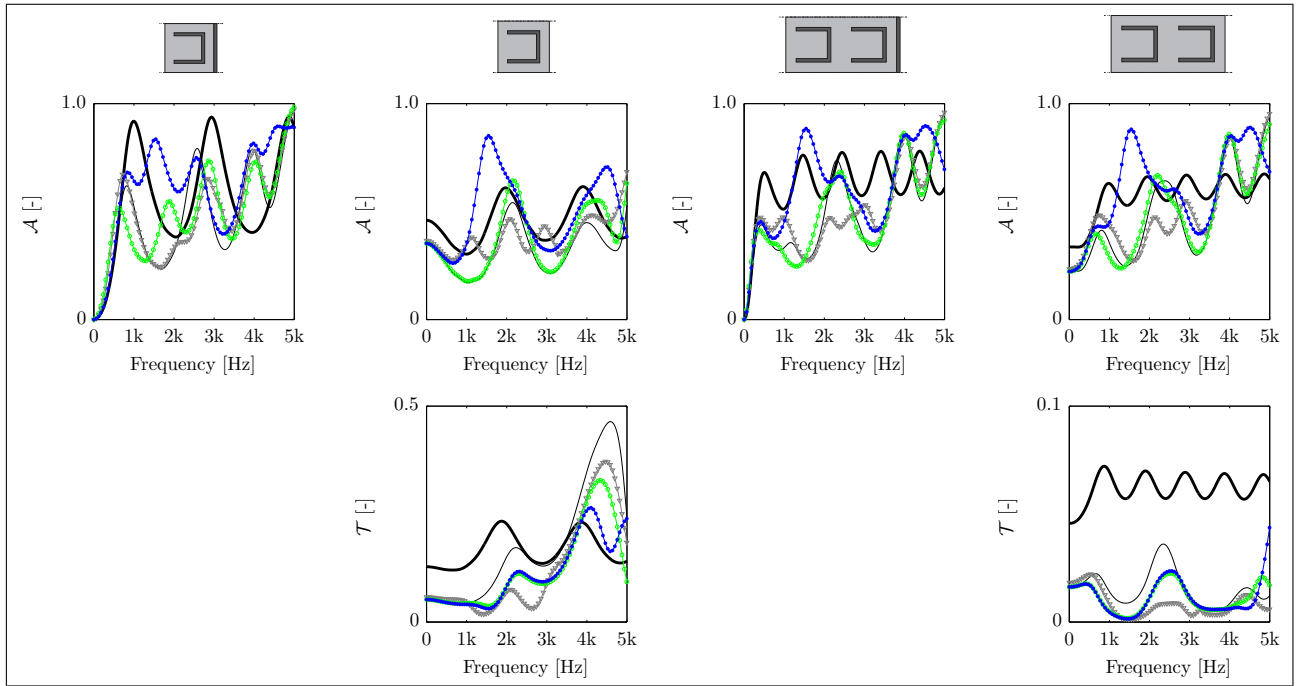 1.0
𝒜 [-]
0
0 1k 2k 3k 4k 5k
Frequency [Hz]
1.0
𝒜 [-]
0
0 1k 2k 3k 4k 5k
Frequency [Hz]
1.0
𝒜 [-]
0
0 1k 2k 3k 4k 5k
Frequency [Hz]
1.0
𝒜 [-]
0
0 1k 2k 3k 4k 5k
Frequency [Hz]
0.5
𝒯 [-]
0
0 1k 2k 3k 4k 5k
Frequency [Hz]
0.1
𝒯 [-]
0
0 1k 2k 3k 4k 5k
Frequency [Hz]